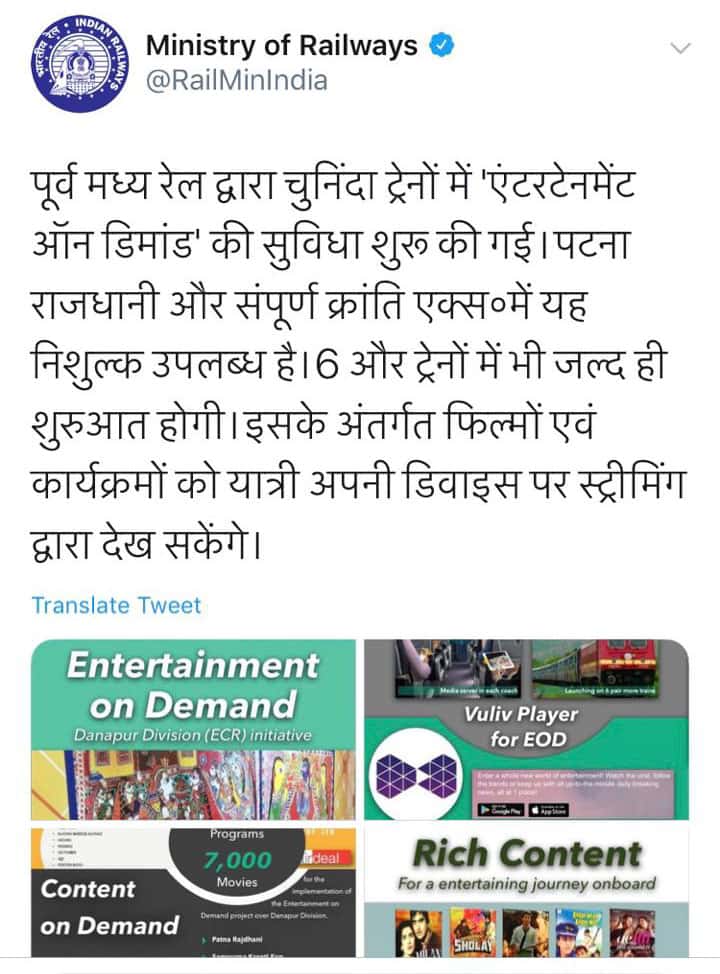 भारतीय रेल • INDIAN RAILWAYS
Ministry of Railways
@RailMinIndia
पूर्व मध्य रेल द्वारा चुनिंदा ट्रेनों में 'एंटरटेनमेंट
ऑन डिमांड' की सुविधा शुरू की गई।पटना
राजधानी और संपूर्ण क्रांति एक्स०में यह
निशुल्क उपलब्ध है।6 और ट्रेनों में भी जल्द ही
शुरुआत होगी।इसके अंतर्गत फिल्मों एवं
कार्यक्रमों को यात्री अपनी डिवाइस पर स्ट्रीमिंग
द्वारा देख सकेंगे।
Translate Tweet
Entertainment
on Demand
Danapur Division (ECR) initiative
Media server in each coach
Launching on 6 pair more trains
Vuliv Player
for EOD
Enter a whole new world of entertainment! Watch the viral, follow
the trends or keep up with all up-to-the-minute daily breaking
news, all at 1 place!
Google Play
App Store
Programs
7,000
Movies
Content
on Demand
deal
for the
implementation of
the Entertainment on
Demand project over Danapur Division.
Patna Rajdhani
Rich Content
For a entertaining journey onboard
SHOLAY